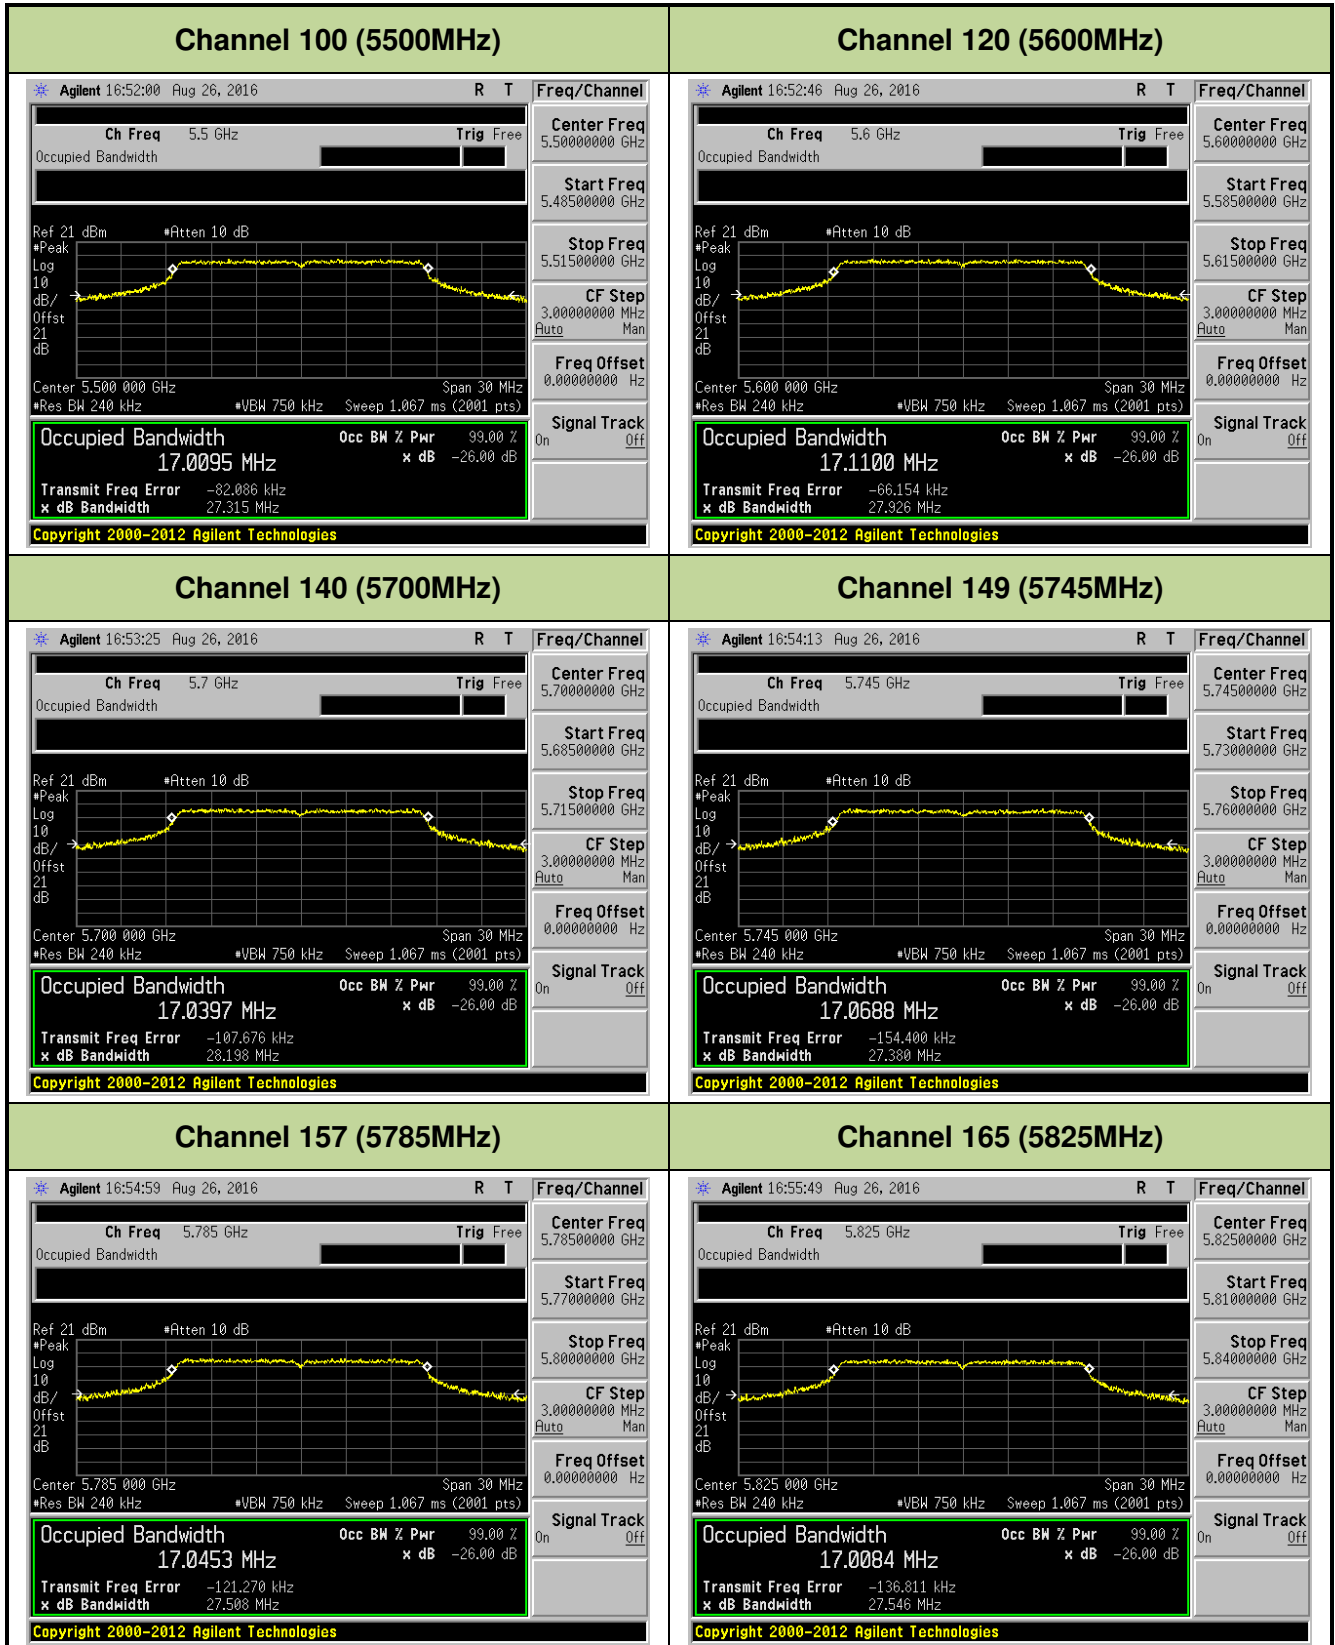 Channel 100 (5500MHz)
Channel 120 (5600MHz)
Agilent 16:52:00 Aug 26, 2016 R T Freq/Channel
Ch Freq 5.5 GHz Trig Free
Occupied Bandwidth
Center Freq
5.50000000 GHz
Start Freq
5.48500000 GHz
Stop Freq
5.51500000 GHz
CF Step
3.00000000 MHz
Auto Man
Freq Offset
0.00000000 Hz
Signal Track
On Off
Ref 21 dBm #Atten 10 dB
#Peak
Log
10
dB/
Offst
21
dB
Center 5.500 000 GHz Span 30 MHz
#Res BW 240 kHz #VBW 750 kHz Sweep 1.067 ms (2001 pts)
Occupied Bandwidth Occ BW % Pwr 99.00 %
17.0095 MHz x dB -26.00 dB
Transmit Freq Error -82.086 kHz
x dB Bandwidth 27.315 MHz
Copyright 2000-2012 Agilent Technologies
Agilent 16:52:46 Aug 26, 2016 R T Freq/Channel
Ch Freq 5.6 GHz Trig Free
Occupied Bandwidth
Center Freq
5.60000000 GHz
Start Freq
5.58500000 GHz
Stop Freq
5.61500000 GHz
CF Step
3.00000000 MHz
Auto Man
Freq Offset
0.00000000 Hz
Signal Track
On Off
Ref 21 dBm #Atten 10 dB
#Peak
Log
10
dB/
Offst
21
dB
Center 5.600 000 GHz Span 30 MHz
#Res BW 240 kHz #VBW 750 kHz Sweep 1.067 ms (2001 pts)
Occupied Bandwidth Occ BW % Pwr 99.00 %
17.1100 MHz x dB -26.00 dB
Transmit Freq Error -66.154 kHz
x dB Bandwidth 27.926 MHz
Copyright 2000-2012 Agilent Technologies
Channel 140 (5700MHz)
Channel 149 (5745MHz)
Agilent 16:53:25 Aug 26, 2016 R T Freq/Channel
Ch Freq 5.7 GHz Trig Free
Occupied Bandwidth
Center Freq
5.70000000 GHz
Start Freq
5.68500000 GHz
Stop Freq
5.71500000 GHz
CF Step
3.00000000 MHz
Auto Man
Freq Offset
0.00000000 Hz
Signal Track
On Off
Ref 21 dBm #Atten 10 dB
#Peak
Log
10
dB/
Offst
21
dB
Center 5.700 000 GHz Span 30 MHz
#Res BW 240 kHz #VBW 750 kHz Sweep 1.067 ms (2001 pts)
Occupied Bandwidth Occ BW % Pwr 99.00 %
17.0397 MHz x dB -26.00 dB
Transmit Freq Error -107.676 kHz
x dB Bandwidth 28.198 MHz
Copyright 2000-2012 Agilent Technologies
Agilent 16:54:13 Aug 26, 2016 R T Freq/Channel
Ch Freq 5.745 GHz Trig Free
Occupied Bandwidth
Center Freq
5.74500000 GHz
Start Freq
5.73000000 GHz
Stop Freq
5.76000000 GHz
CF Step
3.00000000 MHz
Auto Man
Freq Offset
0.00000000 Hz
Signal Track
On Off
Ref 21 dBm #Atten 10 dB
#Peak
Log
10
dB/
Offst
21
dB
Center 5.745 000 GHz Span 30 MHz
#Res BW 240 kHz #VBW 750 kHz Sweep 1.067 ms (2001 pts)
Occupied Bandwidth Occ BW % Pwr 99.00 %
17.0688 MHz x dB -26.00 dB
Transmit Freq Error -154.400 kHz
x dB Bandwidth 27.380 MHz
Copyright 2000-2012 Agilent Technologies
Channel 157 (5785MHz)
Channel 165 (5825MHz)
Agilent 16:54:59 Aug 26, 2016 R T Freq/Channel
Ch Freq 5.785 GHz Trig Free
Occupied Bandwidth
Center Freq
5.78500000 GHz
Start Freq
5.77000000 GHz
Stop Freq
5.80000000 GHz
CF Step
3.00000000 MHz
Auto Man
Freq Offset
0.00000000 Hz
Signal Track
On Off
Ref 21 dBm #Atten 10 dB
#Peak
Log
10
dB/
Offst
21
dB
Center 5.785 000 GHz Span 30 MHz
#Res BW 240 kHz #VBW 750 kHz Sweep 1.067 ms (2001 pts)
Occupied Bandwidth Occ BW % Pwr 99.00 %
17.0453 MHz x dB -26.00 dB
Transmit Freq Error -121.270 kHz
x dB Bandwidth 27.508 MHz
Copyright 2000-2012 Agilent Technologies
Agilent 16:55:49 Aug 26, 2016 R T Freq/Channel
Ch Freq 5.825 GHz Trig Free
Occupied Bandwidth
Center Freq
5.82500000 GHz
Start Freq
5.81000000 GHz
Stop Freq
5.84000000 GHz
CF Step
3.00000000 MHz
Auto Man
Freq Offset
0.00000000 Hz
Signal Track
On Off
Ref 21 dBm #Atten 10 dB
#Peak
Log
10
dB/
Offst
21
dB
Center 5.825 000 GHz Span 30 MHz
#Res BW 240 kHz #VBW 750 kHz Sweep 1.067 ms (2001 pts)
Occupied Bandwidth Occ BW % Pwr 99.00 %
17.0084 MHz x dB -26.00 dB
Transmit Freq Error -136.811 kHz
x dB Bandwidth 27.546 MHz
Copyright 2000-2012 Agilent Technologies